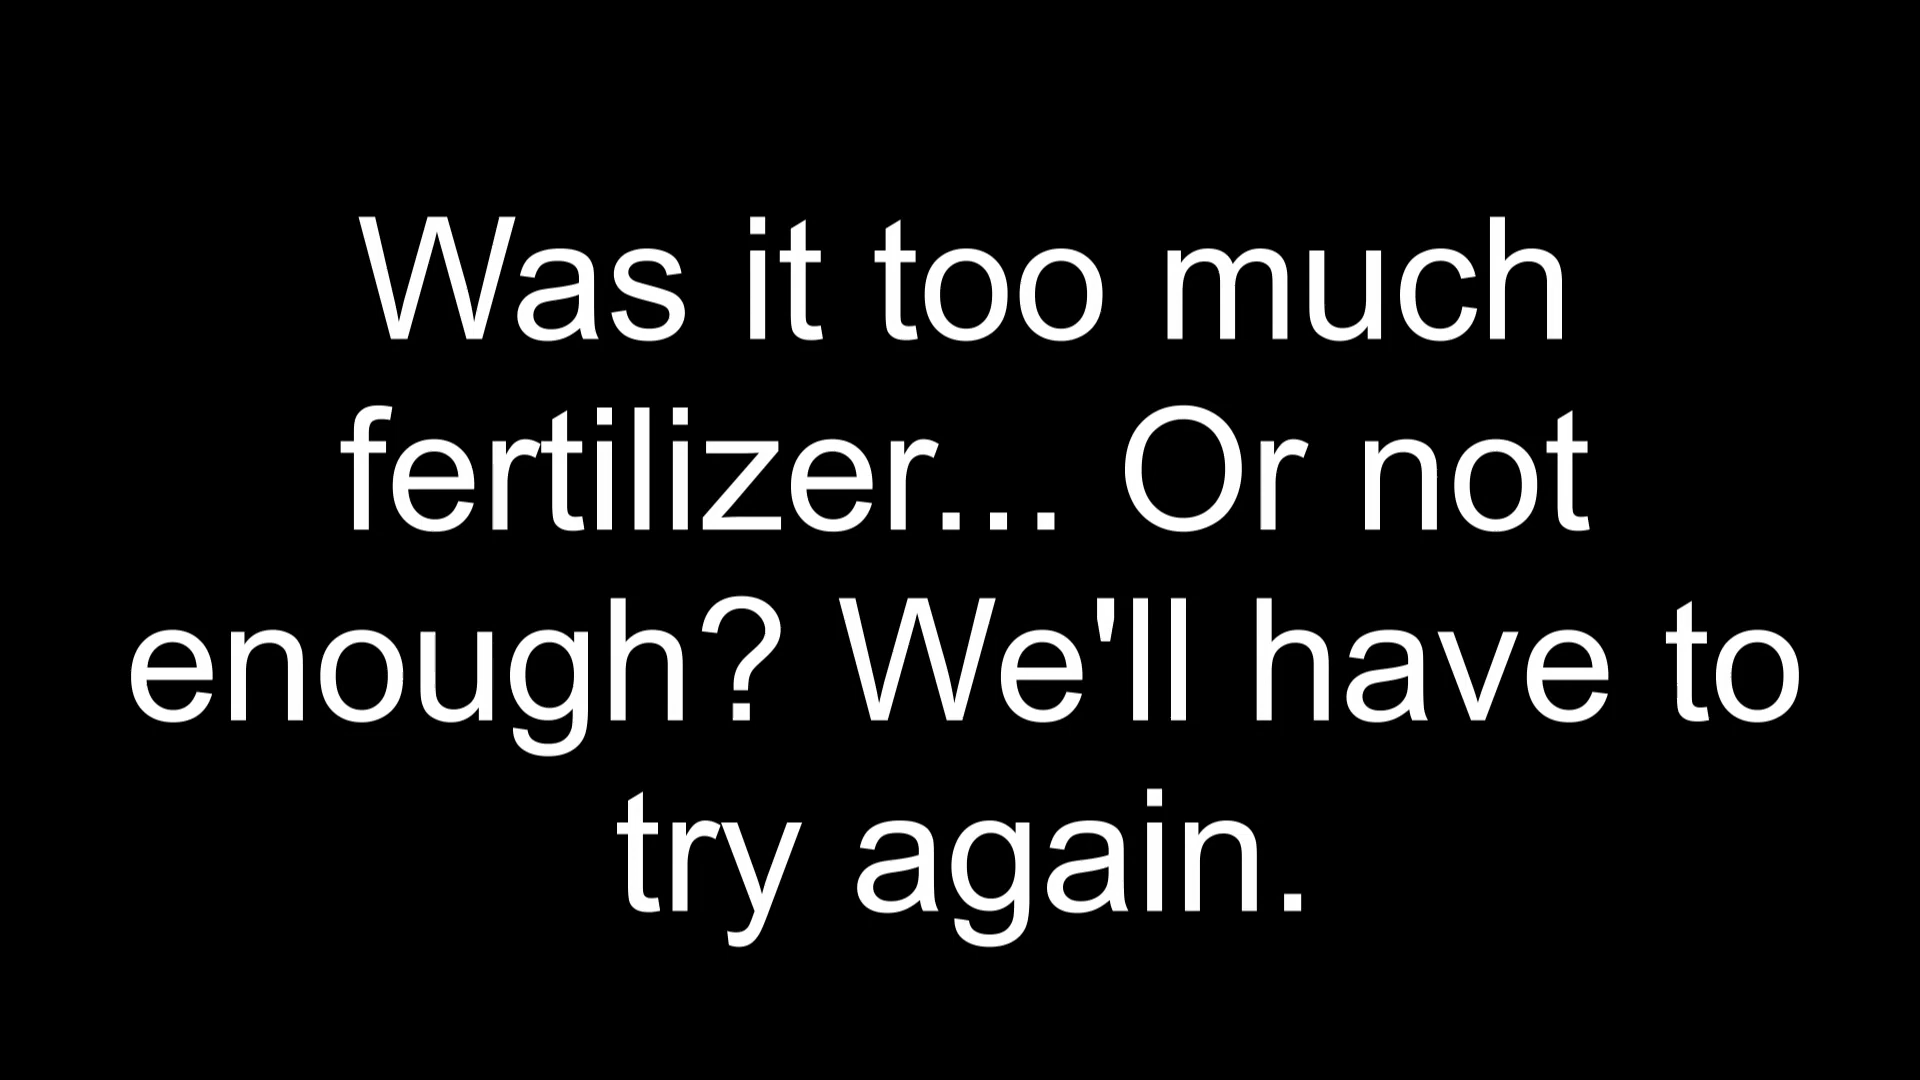 Was it too much
fertilizer... Or not
enough? We'll have to
try again.